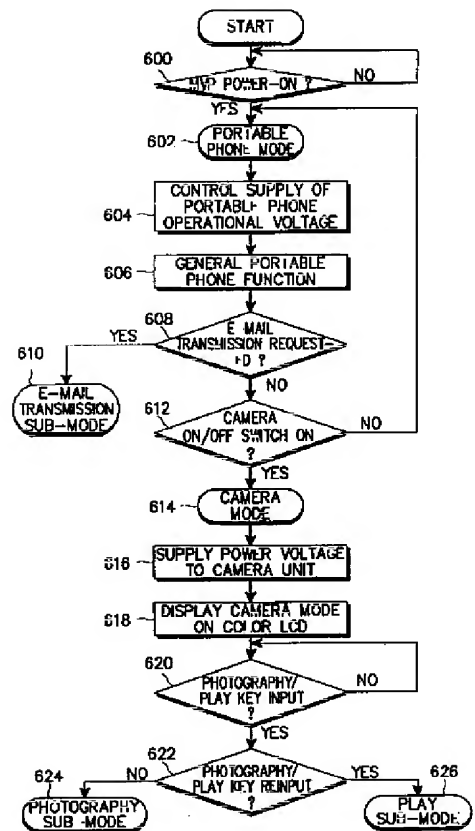 START
600
MVP POWER-ON ?
NO
YES
602
PORTABLE
PHONE MODE
604
CONTROL SUPPLY OF
PORTABLE PHONE
OPERATIONAL VOLTAGE
606
GENERAL PORTABLE
PHONE FUNCTION
608
E-MAIL
TRANSMISSION REQUEST-
ED ?
YES
610
E-MAIL
TRANSMISSION
SUB-MODE
NO
612
CAMERA
ON/OFF SWITCH ON
?
NO
YES
614
CAMERA
MODE
616
SUPPLY POWER VOLTAGE
TO CAMERA UNIT
618
DISPLAY CAMERA MODE
ON COLOR LCD
620
PHOTOGRAPHY/
PLAY KEY INPUT
?
NO
YES
622
PHOTOGRAPHY/
PLAY KEY REINPUT
?
NO
YES
624
PHOTOGRAPHY
SUB-MODE
626
PLAY SUB-MODE